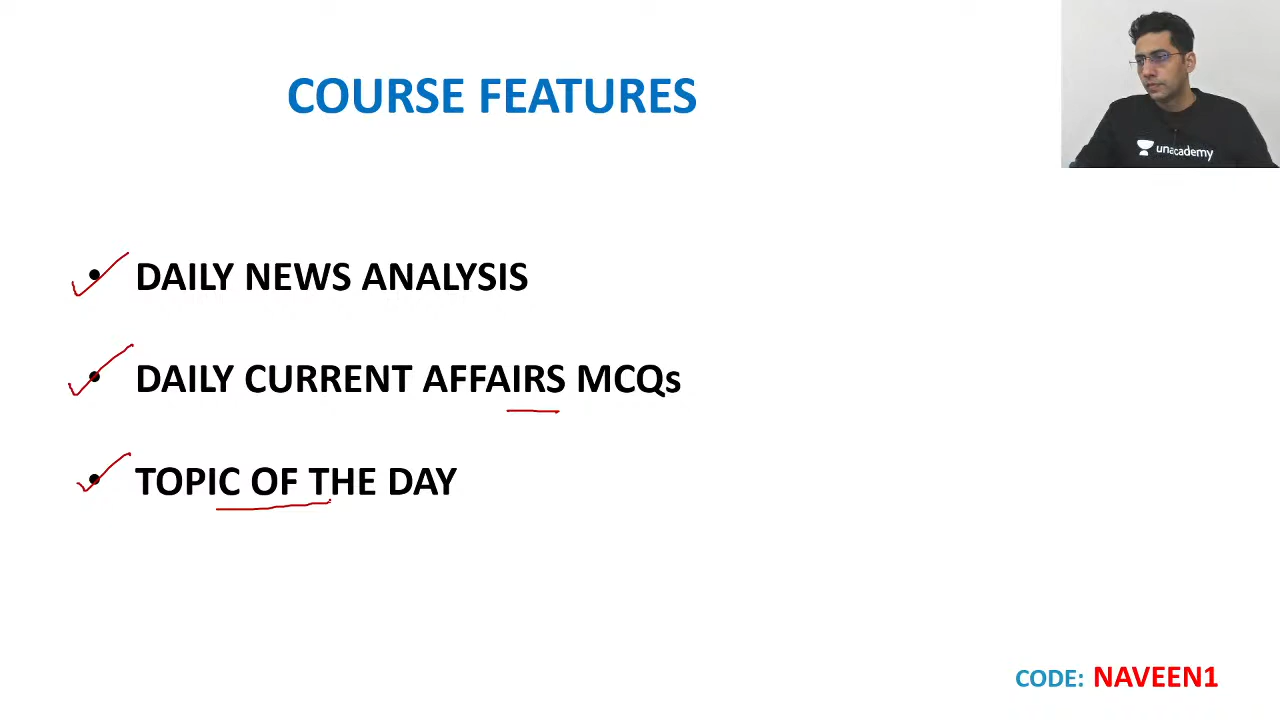 COURSE FEATURES
unacademy
• DAILY NEWS ANALYSIS
• DAILY CURRENT AFFAIRS MCQs
• TOPIC OF THE DAY
CODE: NAVEEN1